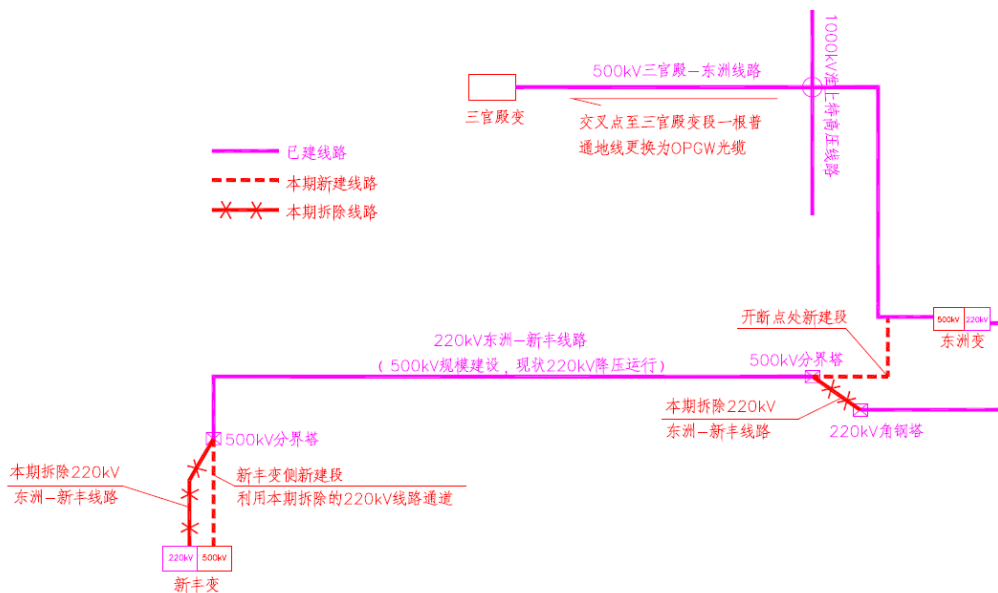 500kV三官殿-东洲线路
1000kV淮上特高压线路
三官殿变
交叉点至三官殿变段一根普
通地线更换为OPGW光缆
已建线路
本期新建线路
本期拆除线路
开断点处新建段
500kV
220kV
东洲变
220kV东洲-新丰线路
(500kV规模建设，现状220kV降压运行)
500kV分界塔
本期拆除220kV
东洲-新丰线路
220kV角钢塔
500kV分界塔
本期拆除220kV
东洲-新丰线路
新丰变侧新建段
利用本期拆除的220kV线路通道
220kV
500kV
新丰变